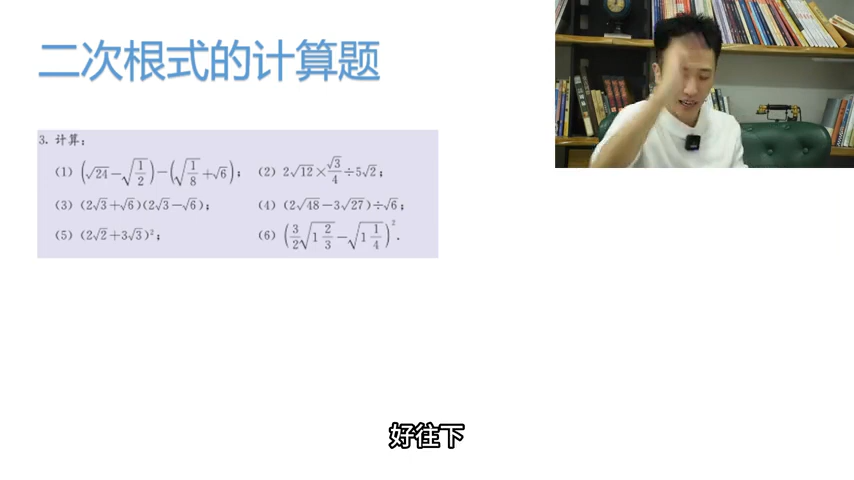 二次根式的计算题
3. 计算：
(1) (√24-√(1/2))-(√(1/8)+√6)； (2) 2√12×√3/4÷5√2；
(3) (2√3+√6)(2√3-√6)； (4) (2√48-3√27)÷√6；
(5) (2√2+3√3)²； (6) (3/2√(1 2/3)-√(1 1/4))².
好往下